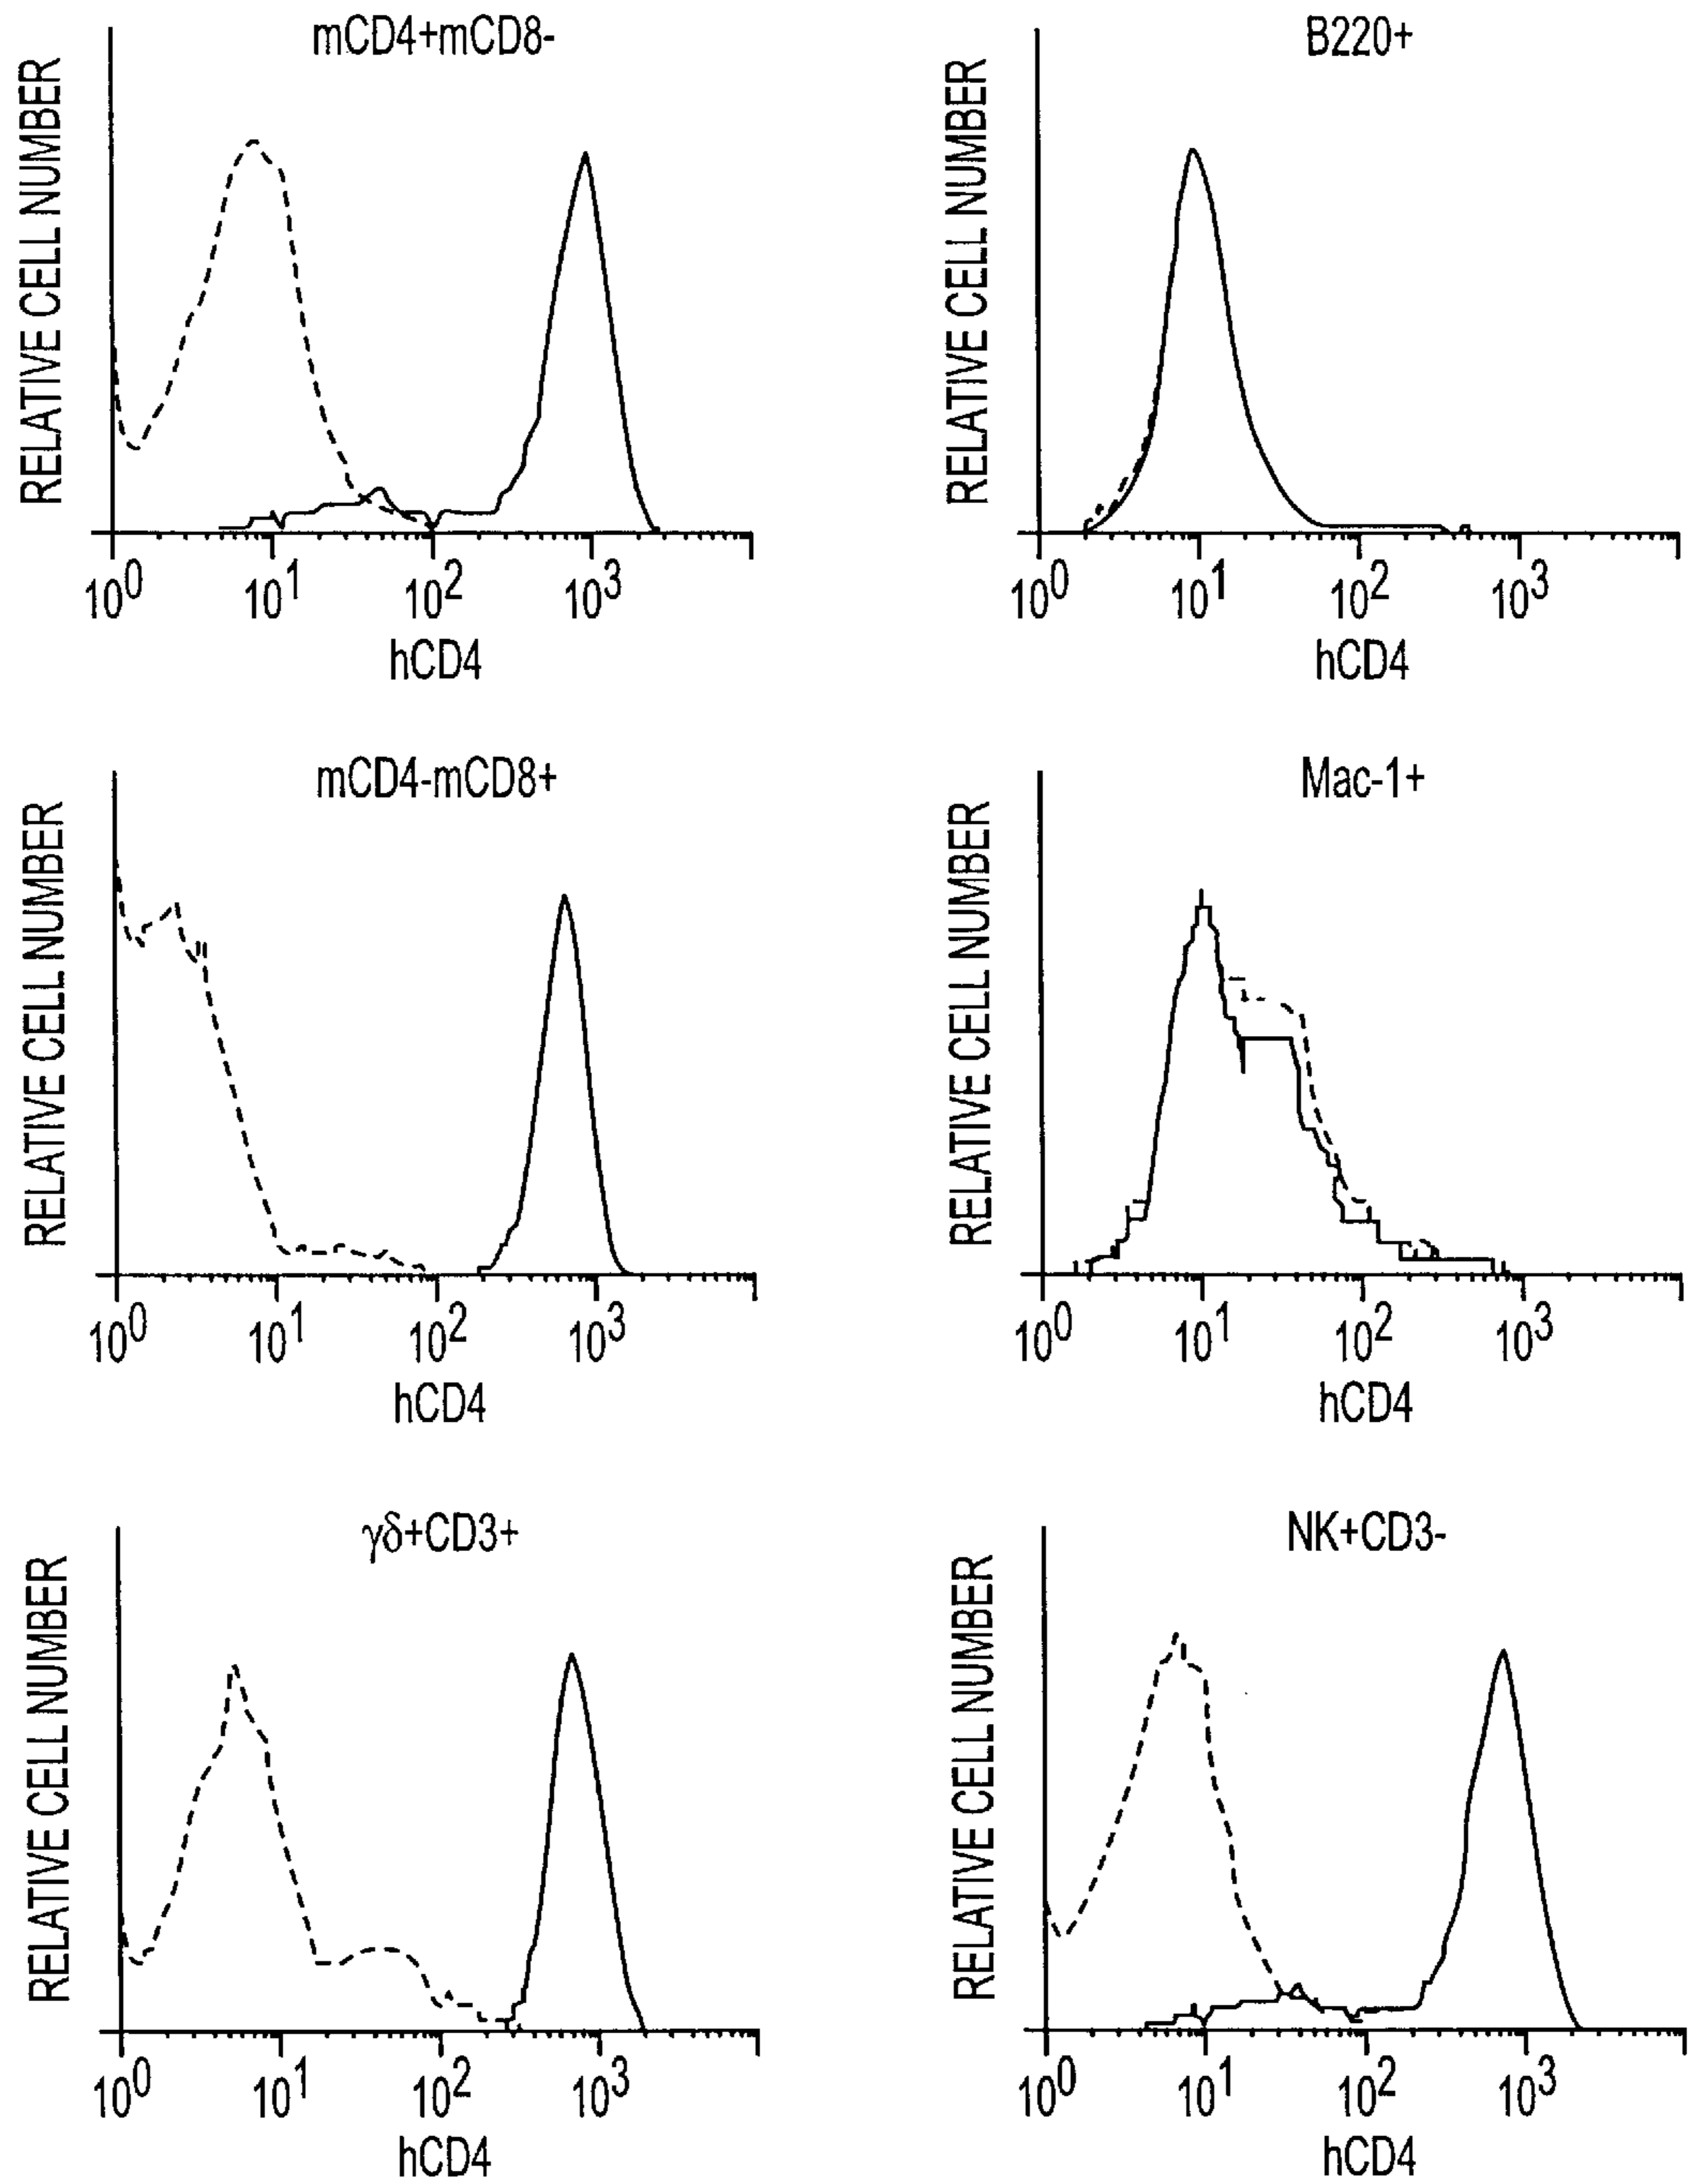 mCD4+mCD8-
RELATIVE CELL NUMBER
10^0 10^1 10^2 10^3
hCD4
B220+
RELATIVE CELL NUMBER
10^0 10^1 10^2 10^3
hCD4
mCD4-mCD8+
RELATIVE CELL NUMBER
10^0 10^1 10^2 10^3
hCD4
Mac-1+
RELATIVE CELL NUMBER
10^0 10^1 10^2 10^3
hCD4
γδ+CD3+
RELATIVE CELL NUMBER
10^0 10^1 10^2 10^3
hCD4
NK+CD3-
RELATIVE CELL NUMBER
10^0 10^1 10^2 10^3
hCD4